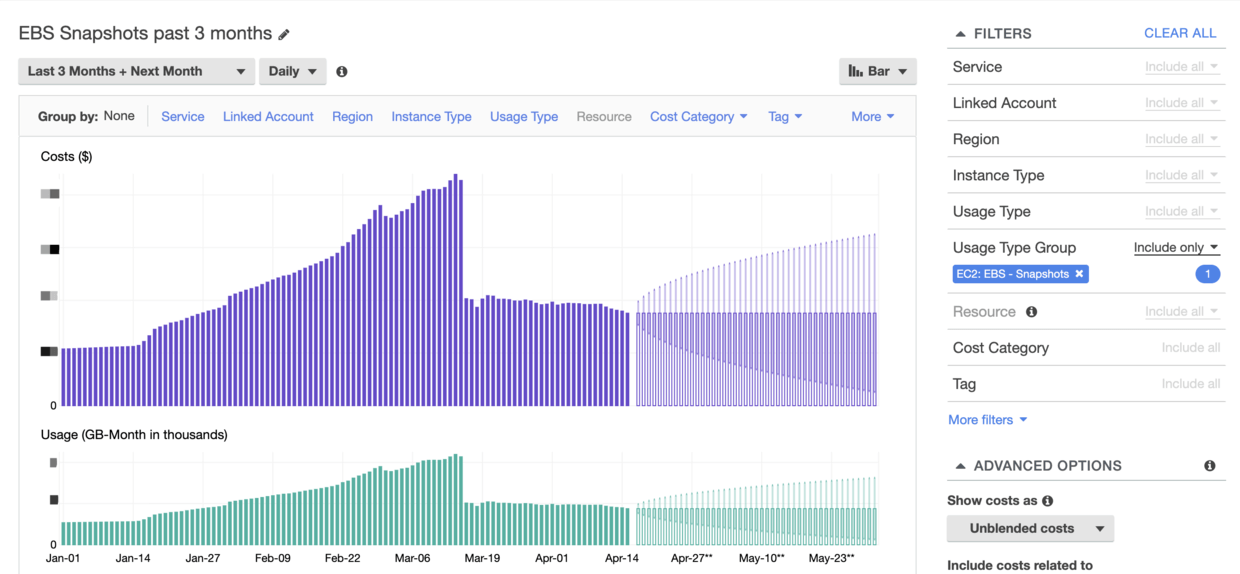 EBS Snapshots past 3 months
Last 3 Months + Next Month
Daily
Bar
Group by: None
Service
Linked Account
Region
Instance Type
Usage Type
Resource
Cost Category
Tag
More
Costs ($)
0
Usage (GB-Month in thousands)
0
Jan-01
Jan-14
Jan-27
Feb-09
Feb-22
Mar-06
Mar-19
Apr-01
Apr-14
Apr-27**
May-10**
May-23**
FILTERS
CLEAR ALL
Service
Include all
Linked Account
Include all
Region
Include all
Instance Type
Include all
Usage Type
Include all
Usage Type Group
Include only
EC2: EBS - Snapshots ×
1
Resource
Include all
Cost Category
Include all
Tag
Include all
More filters
ADVANCED OPTIONS
Show costs as
Unblended costs
Include costs related to